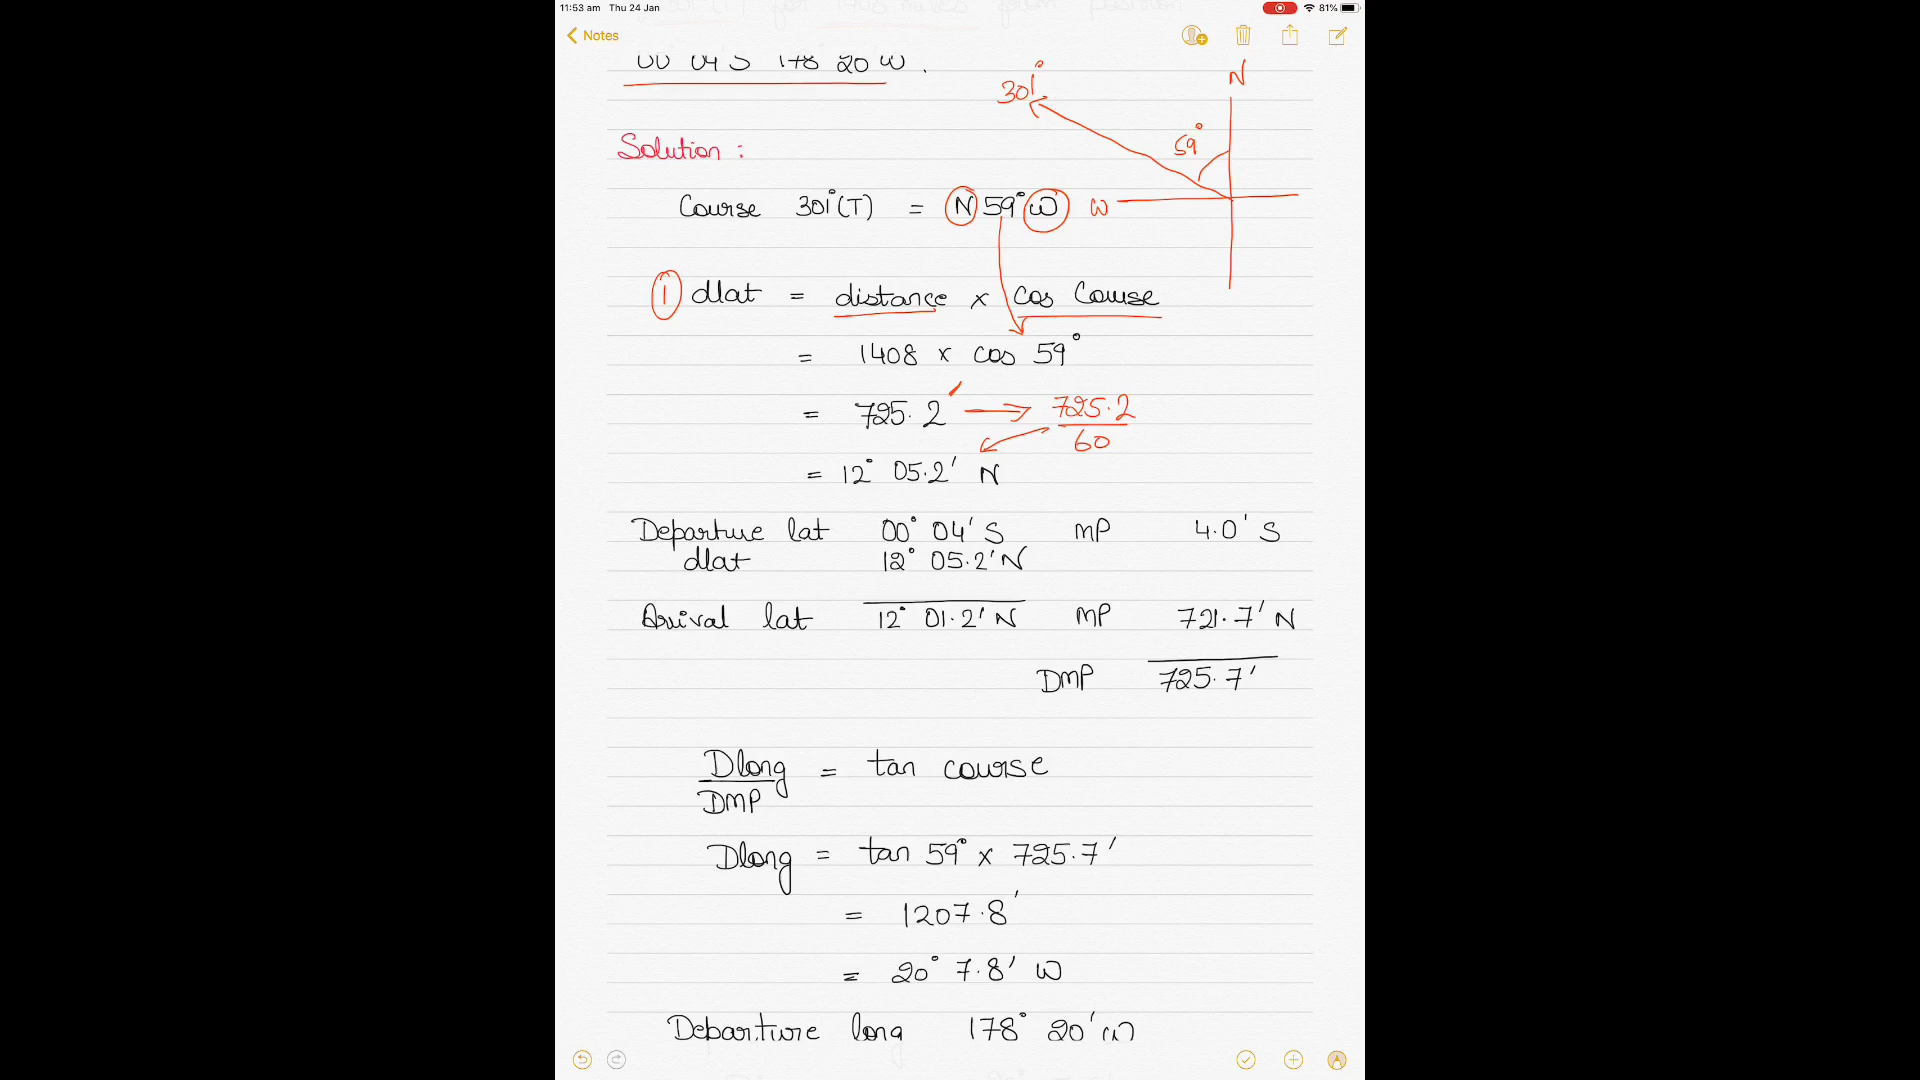 11:53 am Thu 24 Jan 81%
Notes
00 04 S 178 20 W .
N
301°
59°
Solution :
Course 301°(T) = N 59° W W
1 dlat = distance x cos Course
= 1408 x cos 59°
= 725.2' → 725.2
60
= 12° 05.2' N
Departure lat 00° 04' S MP 4.0' S
dlat 12° 05.2' N
Arrival lat 12° 01.2' N MP 721.7' N
DMP 725.7'
Dlong = tan course
DMP
Dlong = tan 59° x 725.7'
= 1207.8'
= 20° 7.8' W
Departure long 178° 20' W